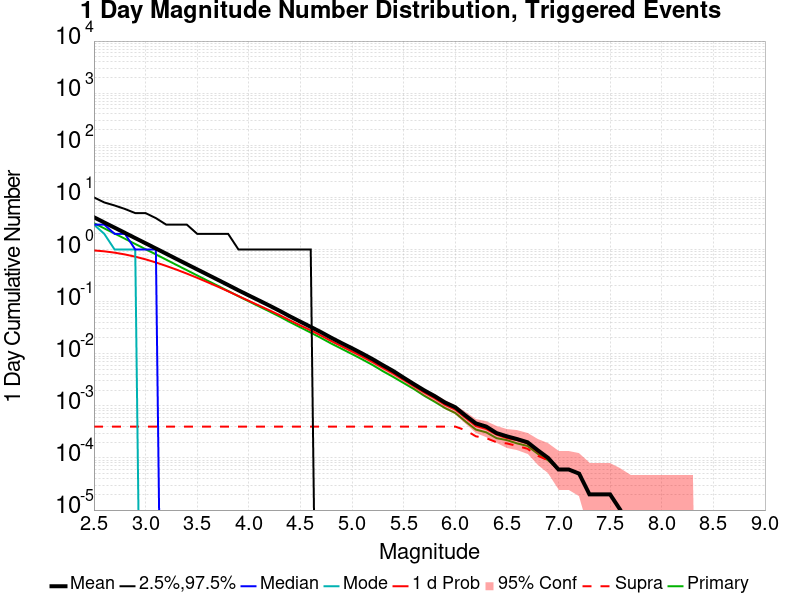 1 Day Magnitude Number Distribution, Triggered Events
1 Day Cumulative Number
10^4
10^3
10^2
10^1
10^0
10^-1
10^-2
10^-3
10^-4
10^-5
2.5 3.0 3.5 4.0 4.5 5.0 5.5 6.0 6.5 7.0 7.5 8.0 8.5 9.0
Magnitude
Mean 2.5%,97.5% Median Mode 1 d Prob 95% Conf Supra Primary